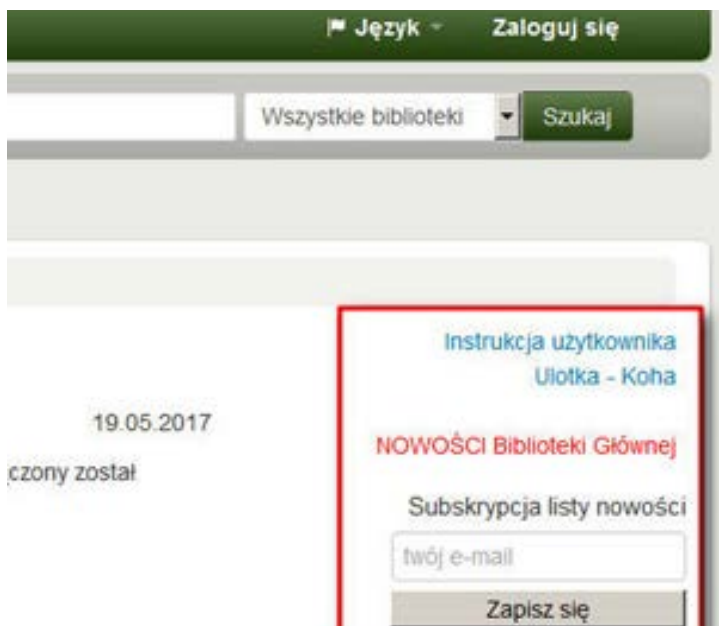 Język Zaloguj się
Wszystkie biblioteki Szukaj
Instrukcja użytkownika
Ulotka - Koha
19.05.2017
NOWOŚCI Biblioteki Głównej
czony został
Subskrypcja listy nowości
twój e-mail
Zapisz się